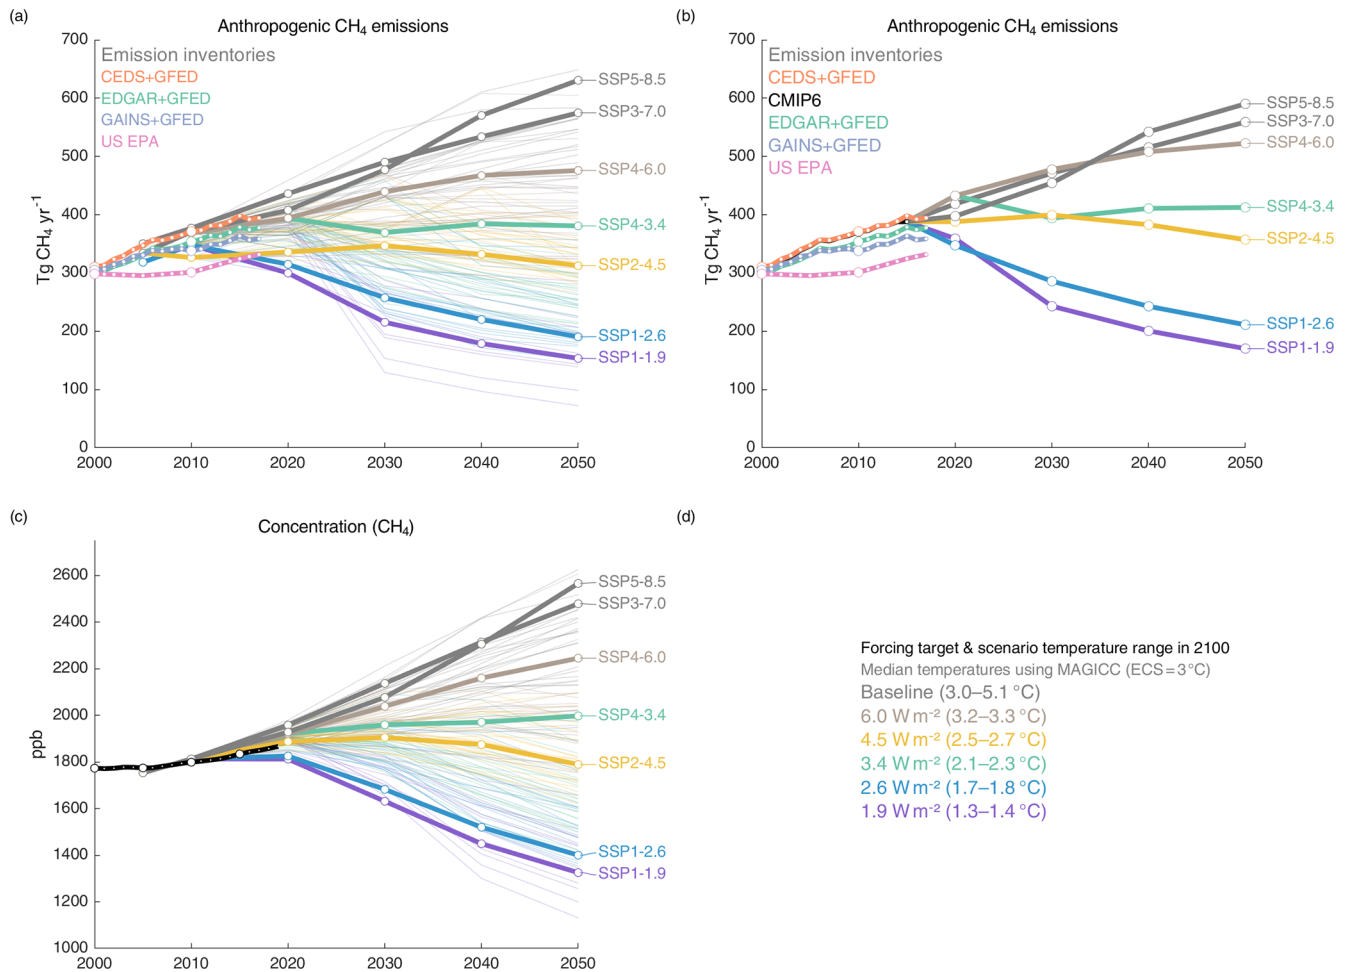 (a)
Anthropogenic CH₄ emissions
700
600
500
400
300
200
100
0
Tg CH₄ yr⁻¹
Emission inventories
CEDS+GFED
EDGAR+GFED
GAINS+GFED
US EPA
SSP5-8.5
SSP3-7.0
SSP4-6.0
SSP4-3.4
SSP2-4.5
SSP1-2.6
SSP1-1.9
2000 2010 2020 2030 2040 2050
(b)
Anthropogenic CH₄ emissions
700
600
500
400
300
200
100
0
Tg CH₄ yr⁻¹
Emission inventories
CEDS+GFED
CMIP6
EDGAR+GFED
GAINS+GFED
US EPA
SSP5-8.5
SSP3-7.0
SSP4-6.0
SSP4-3.4
SSP2-4.5
SSP1-2.6
SSP1-1.9
2000 2010 2020 2030 2040 2050
(c)
Concentration (CH₄)
2600
2400
2200
2000
1800
1600
1400
1200
1000
ppb
SSP5-8.5
SSP3-7.0
SSP4-6.0
SSP4-3.4
SSP2-4.5
SSP1-2.6
SSP1-1.9
2000 2010 2020 2030 2040 2050
(d)
Forcing target & scenario temperature range in 2100
Median temperatures using MAGICC (ECS = 3 °C)
Baseline (3.0–5.1 °C)
6.0 W m⁻² (3.2–3.3 °C)
4.5 W m⁻² (2.5–2.7 °C)
3.4 W m⁻² (2.1–2.3 °C)
2.6 W m⁻² (1.7–1.8 °C)
1.9 W m⁻² (1.3–1.4 °C)